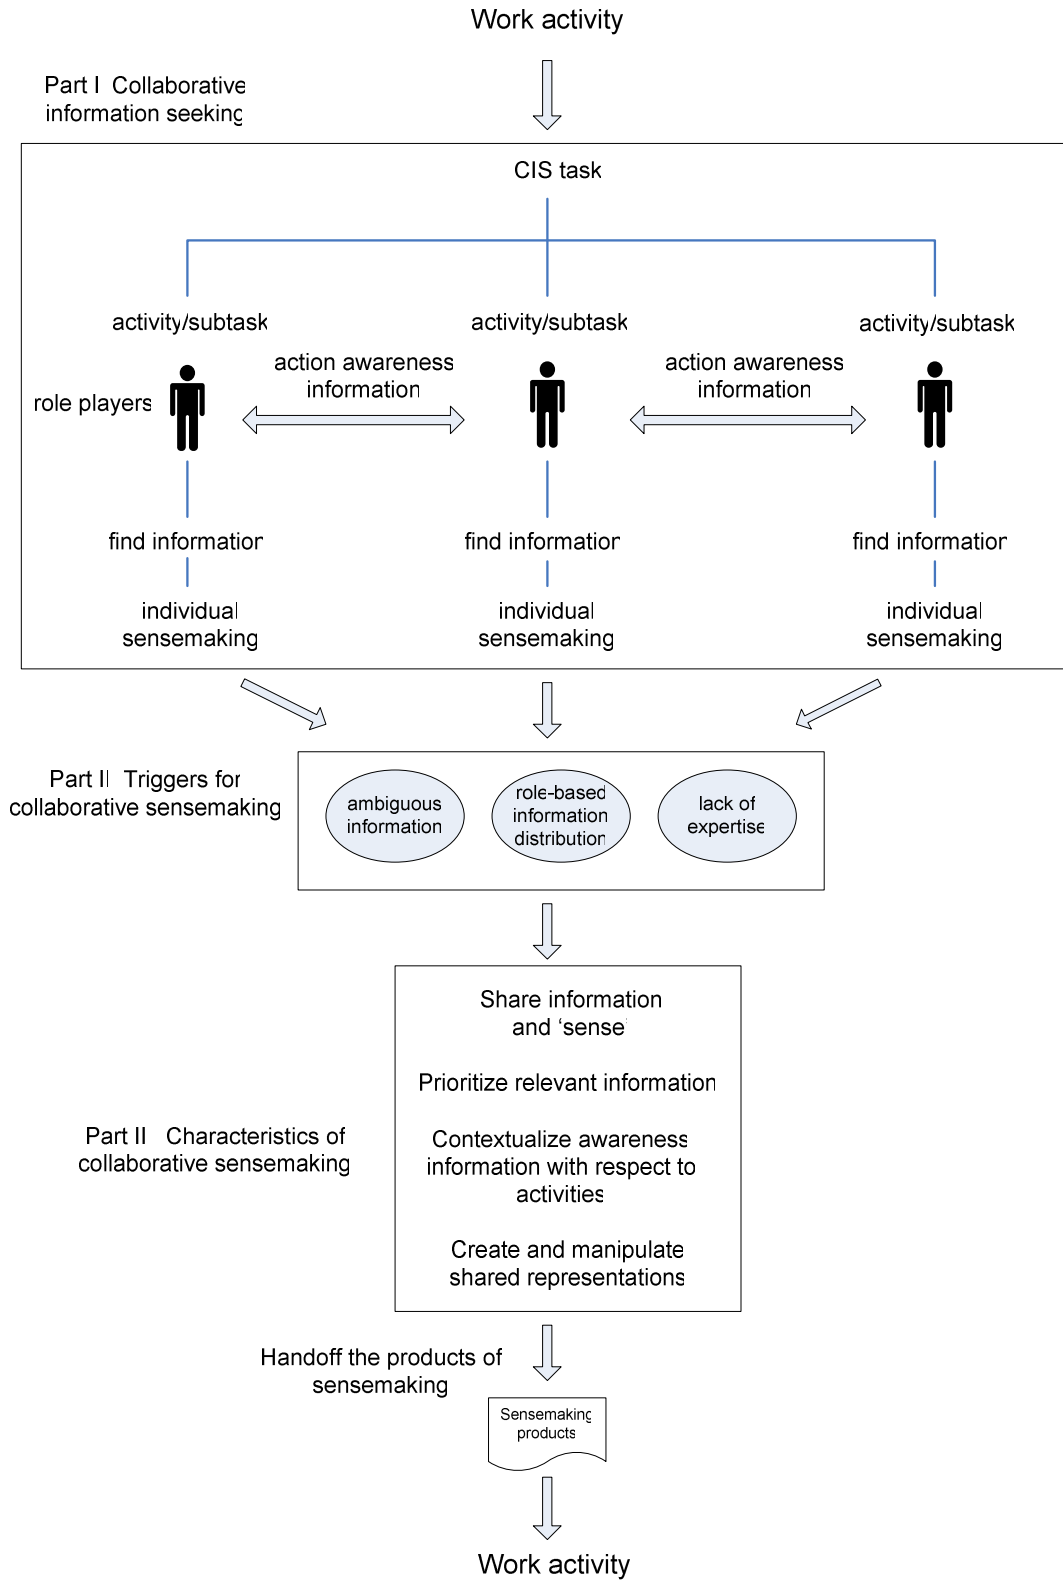 Work activity
Part I Collaborative
information seeking
CIS task
activity/subtask
activity/subtask
activity/subtask
action awareness
information
action awareness
information
role players
find information
find information
find information
individual
sensemaking
individual
sensemaking
individual
sensemaking
Part II Triggers for
collaborative sensemaking
ambiguous
information
role-based
information
distribution
lack of
expertise
Share information
and ‘sense’
Prioritize relevant information
Contextualize awareness
information with respect to
activities
Part II Characteristics of
collaborative sensemaking
Create and manipulate
shared representations
Handoff the products of
sensemaking
Sensemaking
products
Work activity